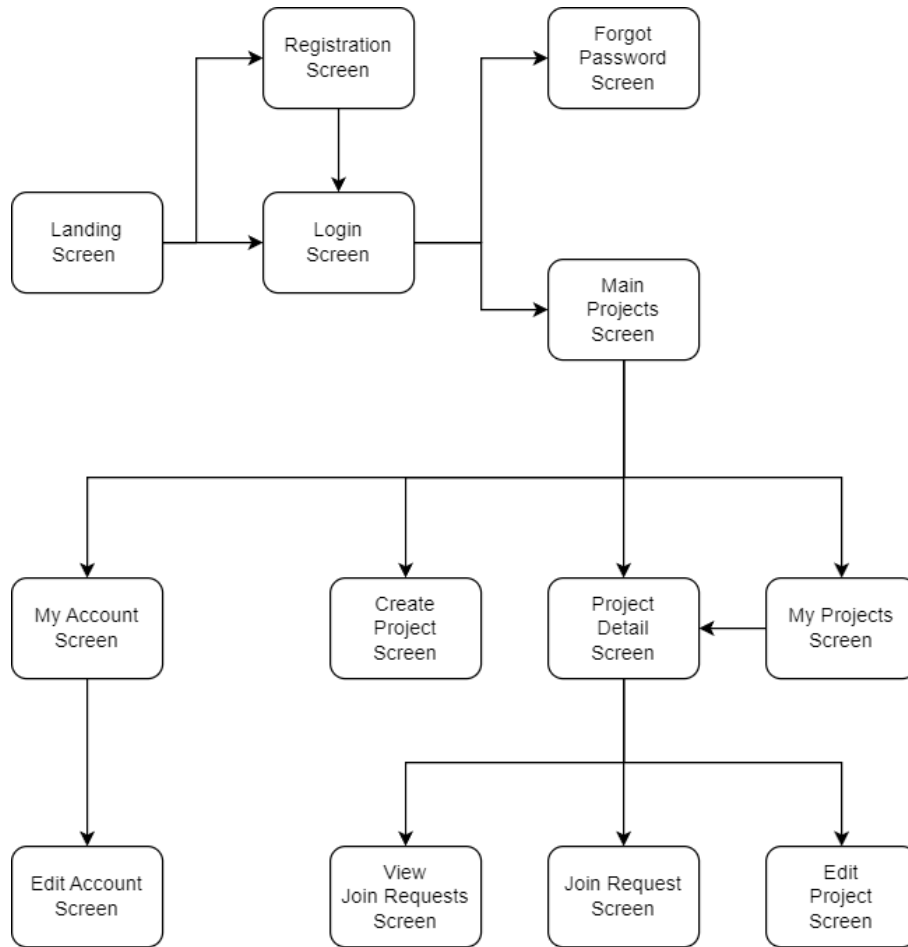 Registration
Screen
Forgot
Password
Screen
Landing
Screen
Login
Screen
Main
Projects
Screen
My Account
Screen
Create
Project
Screen
Project
Detail
Screen
My Projects
Screen
Edit Account
Screen
View
Join Requests
Screen
Join Request
Screen
Edit
Project
Screen